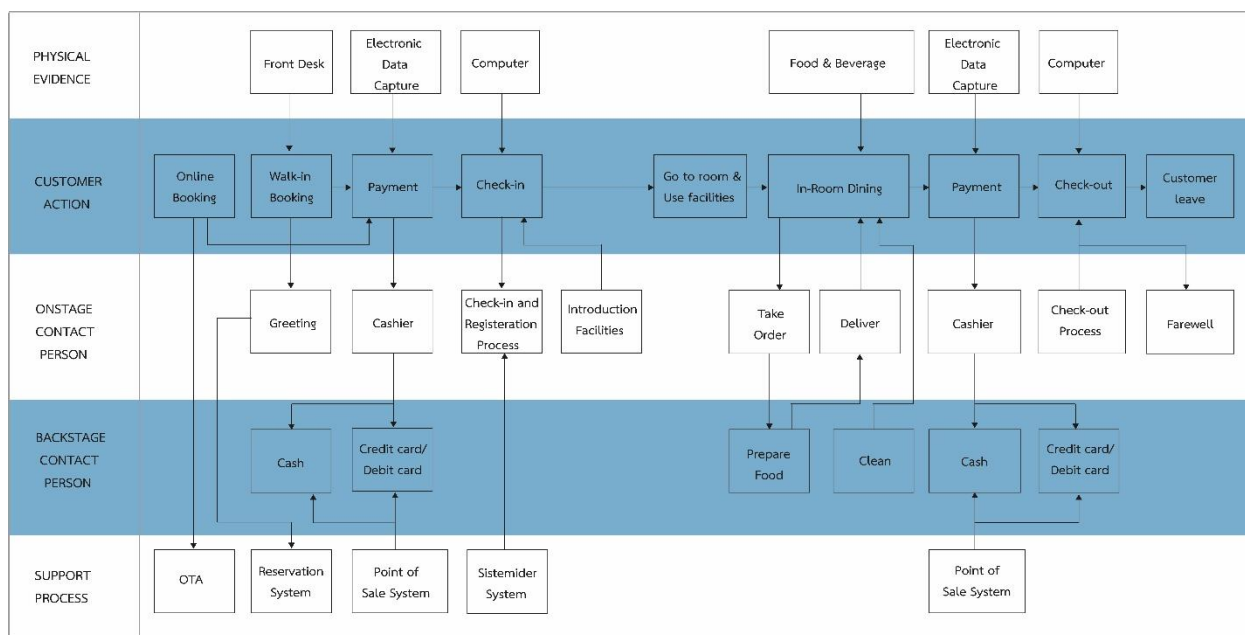 PHYSICAL
EVIDENCE
Front Desk
Electronic
Data
Capture
Computer
Food & Beverage
Electronic
Data
Capture
Computer
CUSTOMER
ACTION
Online
Booking
Walk-in
Booking
Payment
Check-in
Go to room &
Use facilities
In-Room Dining
Payment
Check-out
Customer
leave
ONSTAGE
CONTACT
PERSON
Greeting
Cashier
Check-in and
Registeration
Process
Introduction
Facilities
Take
Order
Deliver
Cashier
Check-out
Process
Farewell
BACKSTAGE
CONTACT
PERSON
Cash
Credit card/
Debit card
Prepare
Food
Clean
Cash
Credit card/
Debit card
SUPPORT
PROCESS
OTA
Reservation
System
Point of
Sale System
Sistemider
System
Point of
Sale System